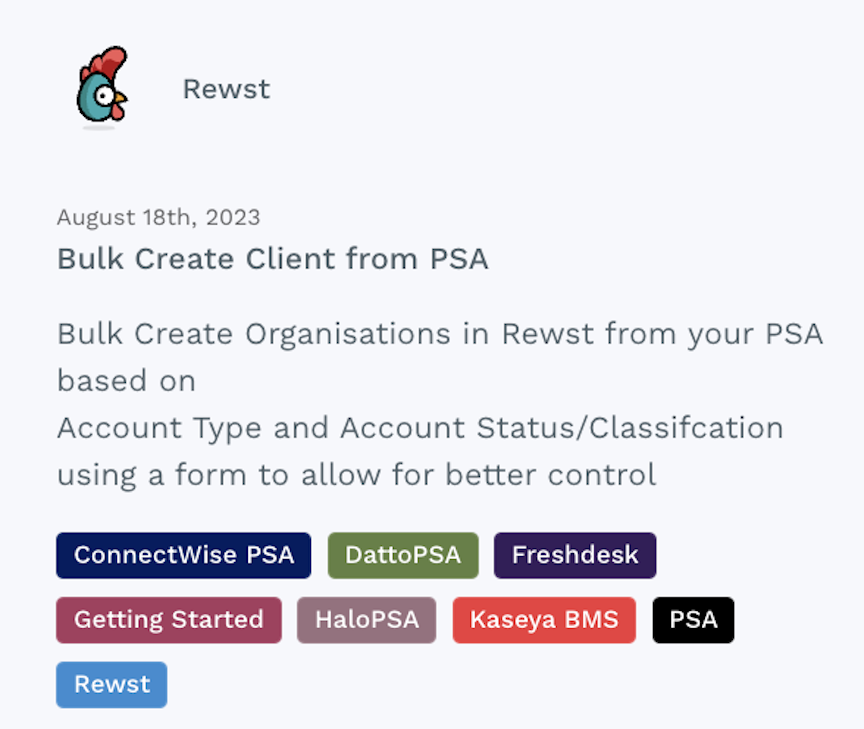 Rewst
August 18th, 2023
Bulk Create Client from PSA
Bulk Create Organisations in Rewst from your PSA
based on
Account Type and Account Status/Classifcation
using a form to allow for better control
ConnectWise PSA DattoPSA Freshdesk
Getting Started HaloPSA Kaseya BMS PSA
Rewst